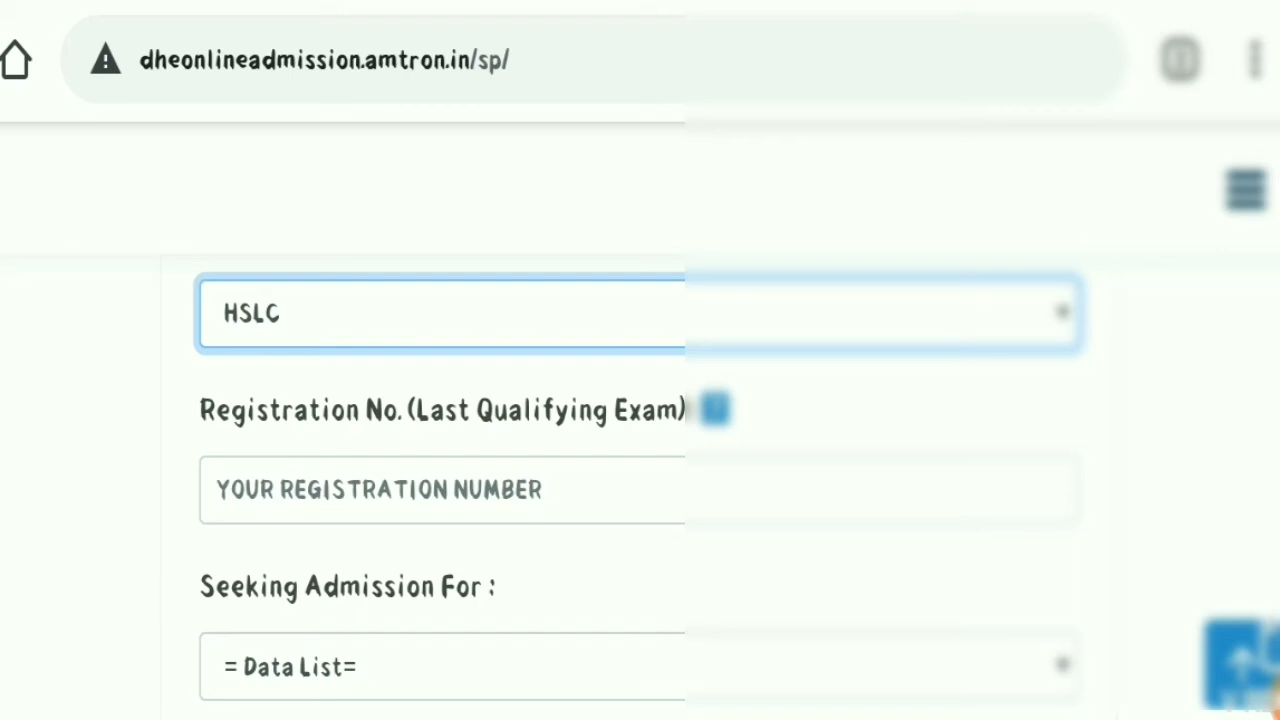 dheonlineadmission.amtron.in/sp/
HSLC
Registration No.(Last Qualifying Exam)
YOUR REGISTRATION NUMBER
Seeking Admission For :
= Data List=